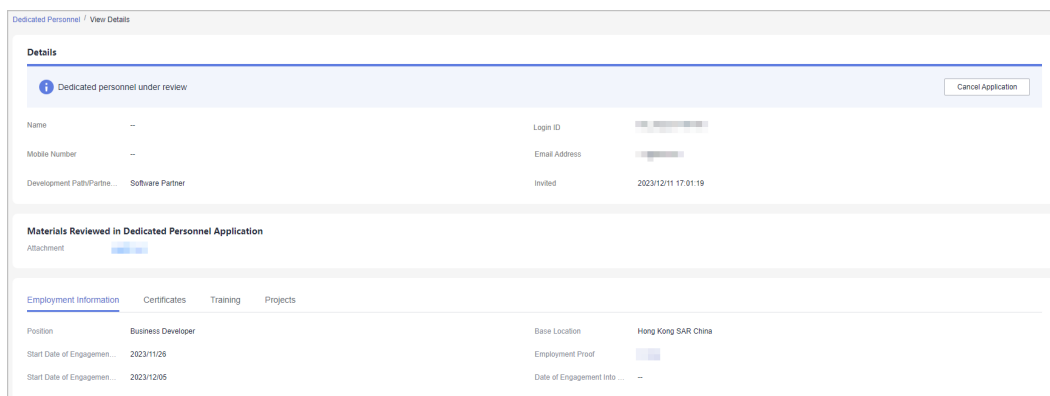 Dedicated Personnel / View Details
Details
Dedicated personnel under review
Cancel Application
Name -- Login ID
Mobile Number -- Email Address
Development Path/Partne... Software Partner Invited 2023/12/11 17:01:19
Materials Reviewed in Dedicated Personnel Application
Attachment
Employment Information Certificates Training Projects
Position Business Developer Base Location Hong Kong SAR China
Start Date of Engagemen... 2023/11/26 Employment Proof
Start Date of Engagemen... 2023/12/05 Date of Engagement Into ... --